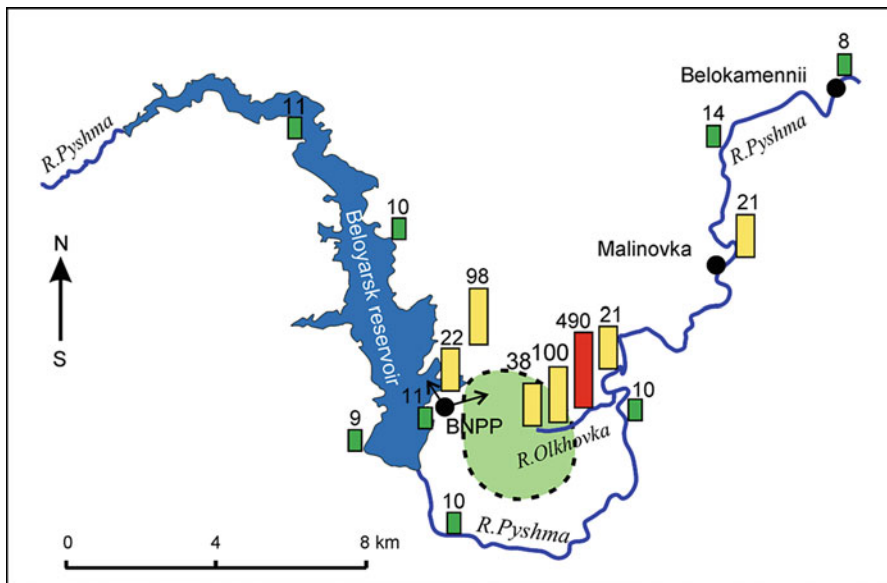 8
Belokamennii
11
14
R.Pyshma
R.Pyshma
10
21
N
Beloyarsk reservoir
Malinovka
98
S
490
21
22
38
100
11
10
BNPP
9
R.Olkhovka
10
R.Pyshma
0
4
8 km